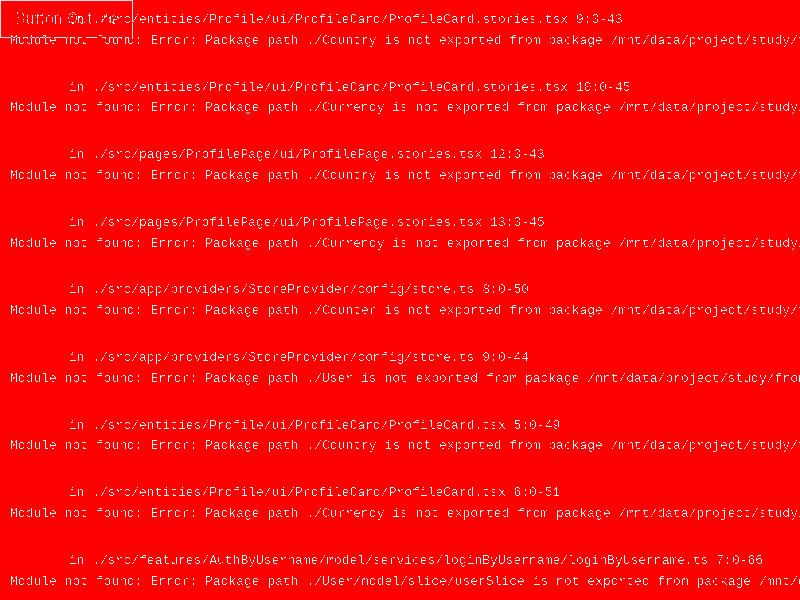 Button Out
in ./src/entities/Profile/ui/ProfileCard/ProfileCard.stories.tsx 9:0-43
Module not found: Error: Package path ./Country is not exported from package /mnt/data/project/study/
in ./src/entities/Profile/ui/ProfileCard/ProfileCard.stories.tsx 10:0-45
Module not found: Error: Package path ./Currency is not exported from package /mnt/data/project/study
in ./src/pages/ProfilePage/ui/ProfilePage.stories.tsx 12:0-43
Module not found: Error: Package path ./Country is not exported from package /mnt/data/project/study/
in ./src/pages/ProfilePage/ui/ProfilePage.stories.tsx 13:0-45
Module not found: Error: Package path ./Currency is not exported from package /mnt/data/project/study
in ./src/app/providers/StoreProvider/config/store.ts 8:0-50
Module not found: Error: Package path ./Counter is not exported from package /mnt/data/project/study/
in ./src/app/providers/StoreProvider/config/store.ts 9:0-44
Module not found: Error: Package path ./User is not exported from package /mnt/data/project/study/fro
in ./src/entities/Profile/ui/ProfileCard/ProfileCard.tsx 5:0-49
Module not found: Error: Package path ./Country is not exported from package /mnt/data/project/study/
in ./src/entities/Profile/ui/ProfileCard/ProfileCard.tsx 6:0-51
Module not found: Error: Package path ./Currency is not exported from package /mnt/data/project/study
in ./src/features/AuthByUsername/model/services/loginByUsername/loginByUsername.ts 7:0-66
Module not found: Error: Package path ./User/model/slice/userSlice is not exported from package /mnt/